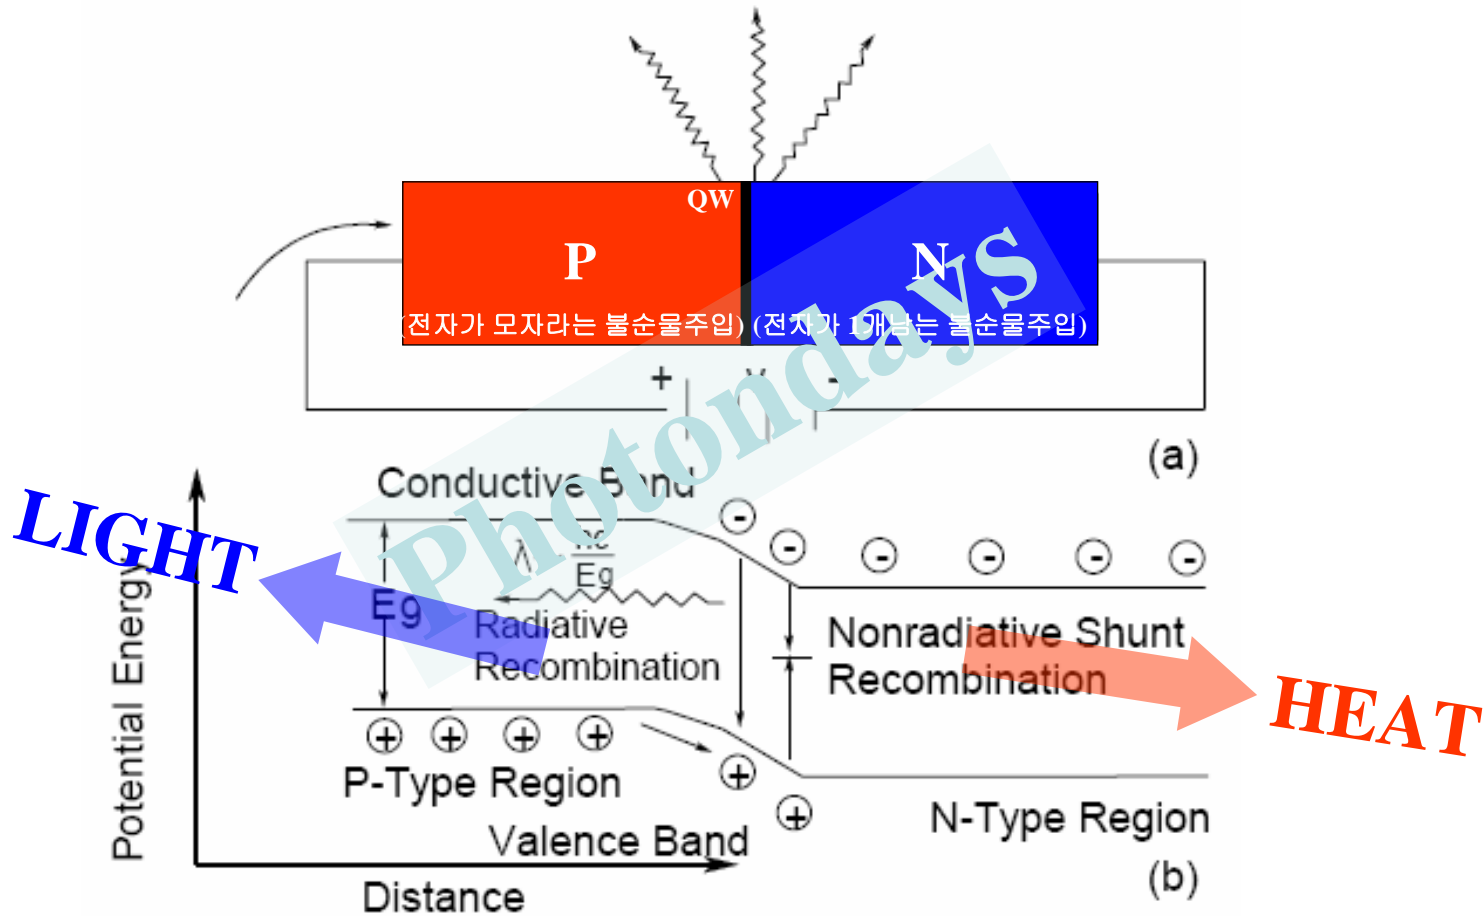 QW
P
N
(전자가 모자라는 불순물주입)
(전자가 1개남는 불순물주입)
+ V -
(a)
Photondays
Conductive Band
LIGHT
λ
Eg
Eg
Radiative
Recombination
Nonradiative Shunt
Recombination
HEAT
Potential Energy
P-Type Region
N-Type Region
Valence Band
Distance
(b)